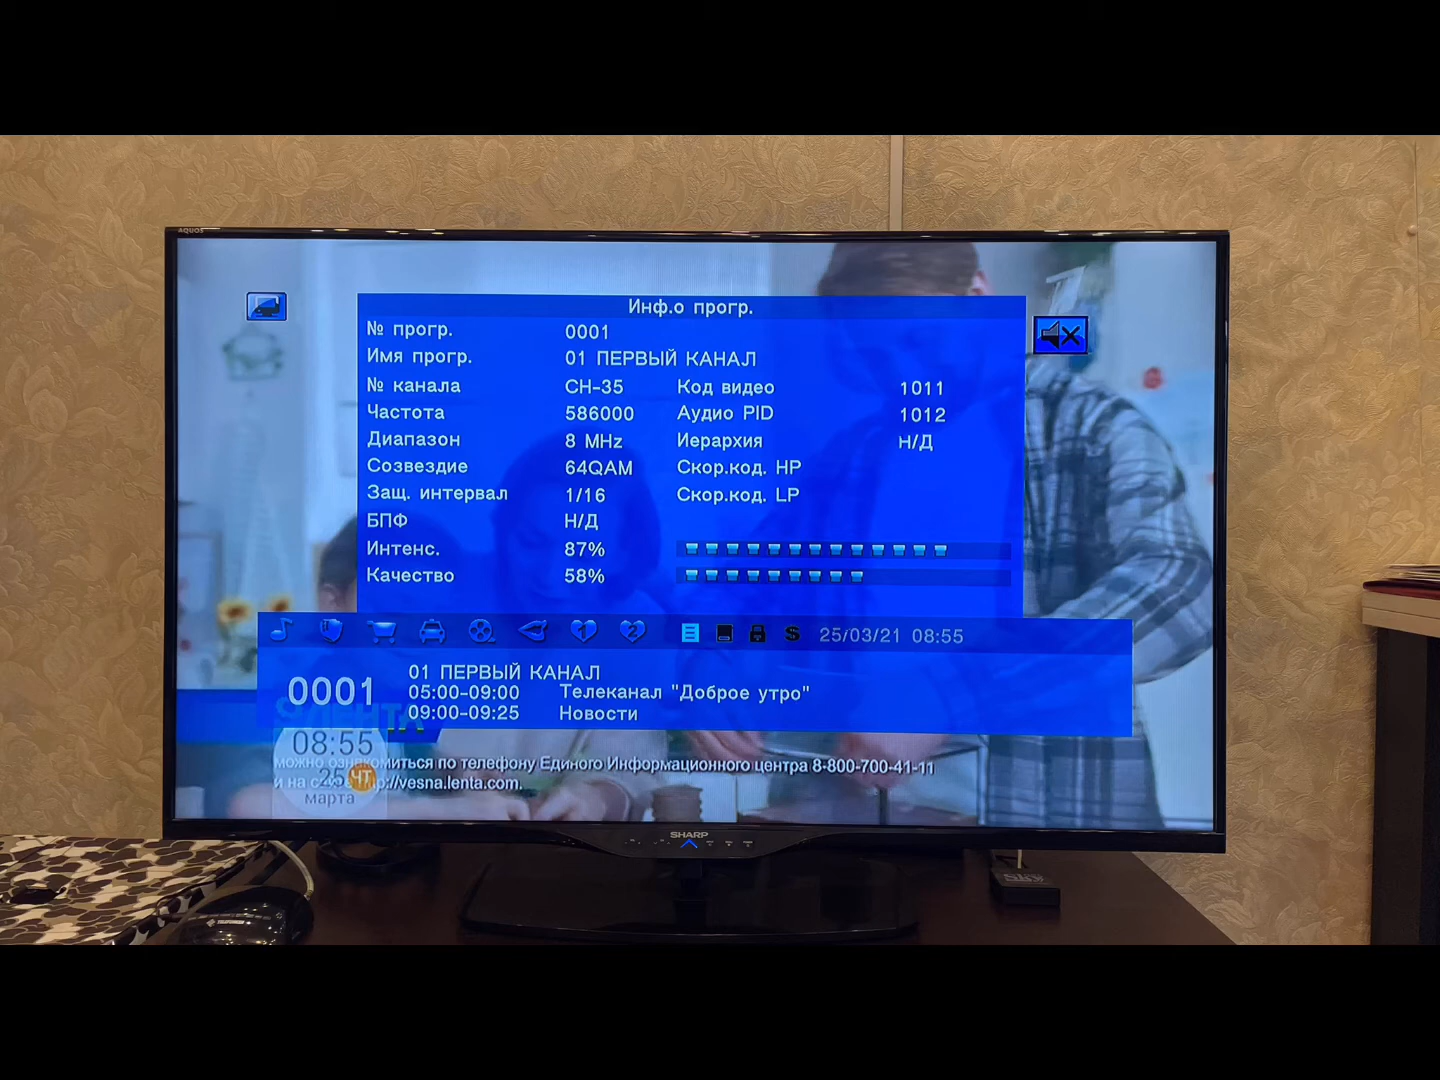 AQUOS
Инф.о прогр.
№ прогр. 0001
Имя прогр. 01 ПЕРВЫЙ КАНАЛ
№ канала CH-35 Код видео 1011
Частота 586000 Аудио PID 1012
Диапазон 8 MHz Иерархия Н/Д
Созвездие 64QAM Скор.код. HP
Защ. интервал 1/16 Скор.код. LP
БПФ Н/Д
Интенс. 87%
Качество 58%
1 2 $ 25/03/21 08:55
0001
01 ПЕРВЫЙ КАНАЛ
05:00-09:00 Телеканал "Доброе утро"
09:00-09:25 Новости
ЛЕНТА
08:55
можно ознакомиться по телефону Единого Информационного центра 8-800-700-41-11
25 ЧТ
и на http://vesna.lenta.com.
марта
SHARP